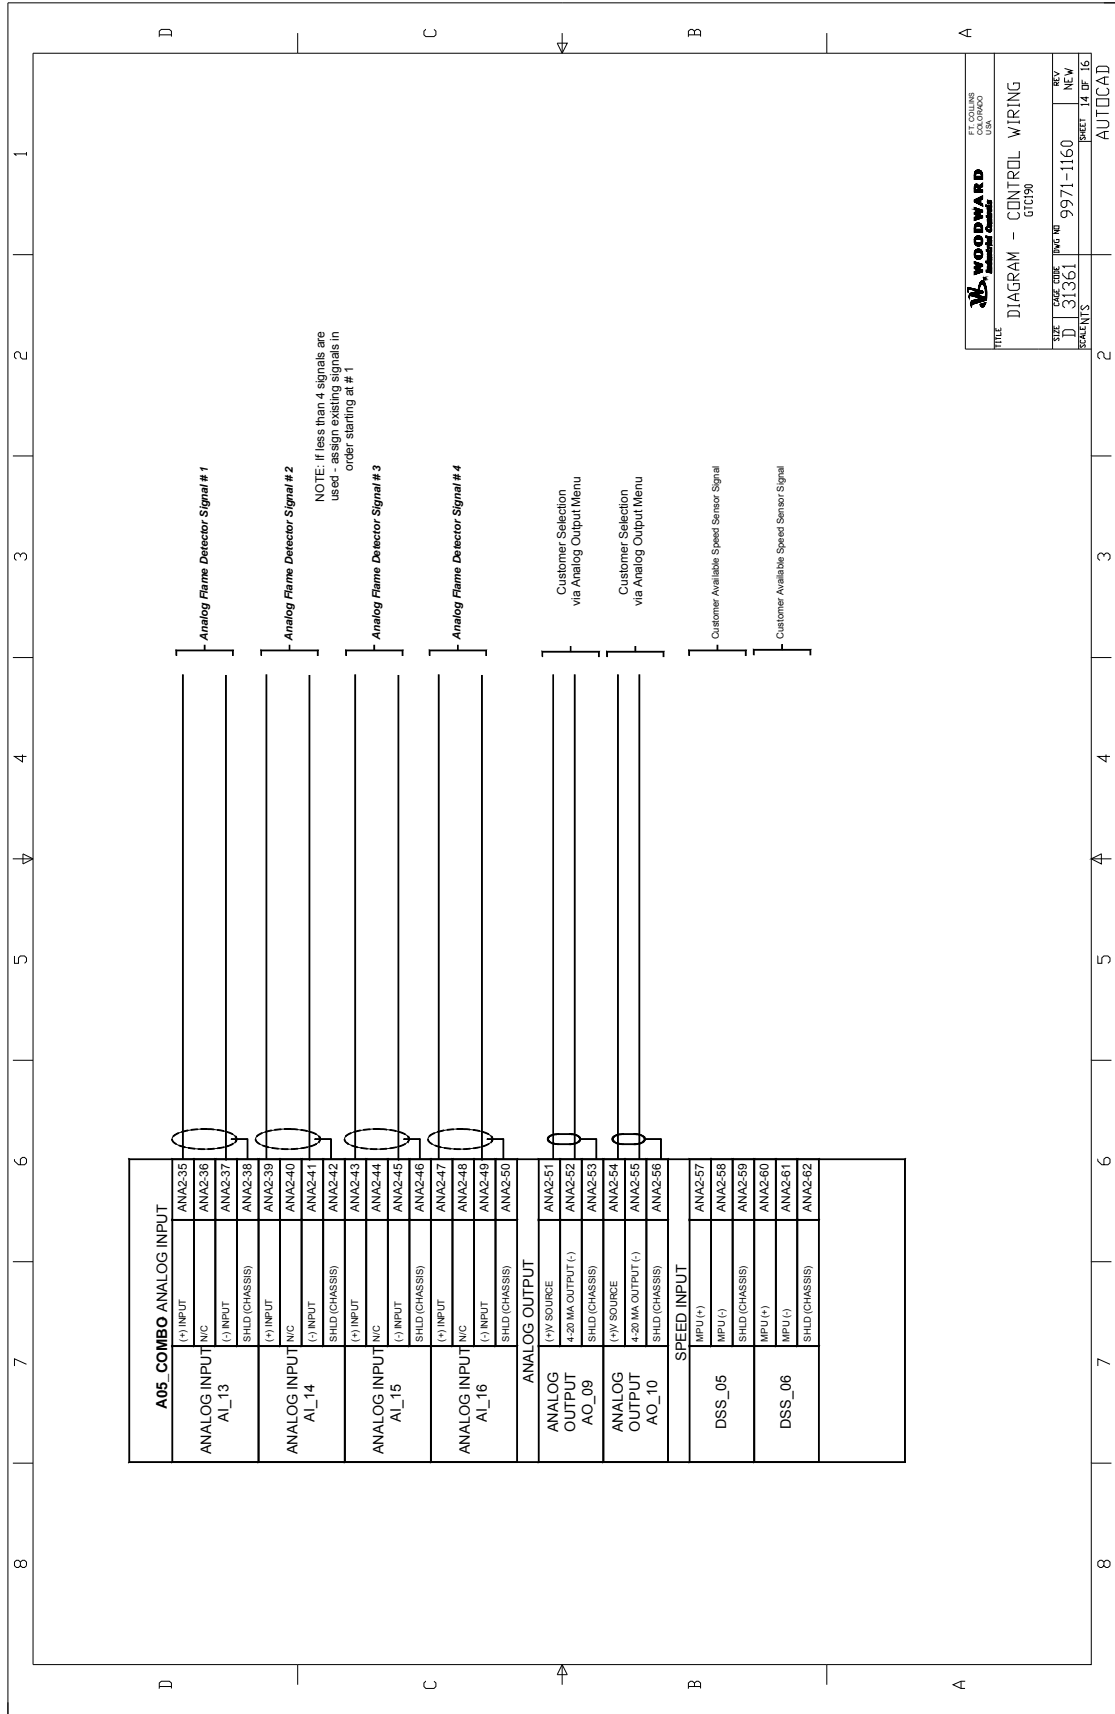 8
7
6
5
4
3
2
1
D
C
B
A
A05_COMBO ANALOG INPUT
ANALOG INPUT
AI_13
(+) INPUT
ANA2-35
N/C
ANA2-36
(-) INPUT
ANA2-37
SHLD (CHASSIS)
ANA2-38
Analog Flame Detector Signal # 1
ANALOG INPUT
AI_14
(+) INPUT
ANA2-39
N/C
ANA2-40
(-) INPUT
ANA2-41
SHLD (CHASSIS)
ANA2-42
Analog Flame Detector Signal # 2
NOTE: If less than 4 signals are
used - assign existing signals in
order starting at # 1
ANALOG INPUT
AI_15
(+) INPUT
ANA2-43
N/C
ANA2-44
(-) INPUT
ANA2-45
SHLD (CHASSIS)
ANA2-46
Analog Flame Detector Signal # 3
ANALOG INPUT
AI_16
(+) INPUT
ANA2-47
N/C
ANA2-48
(-) INPUT
ANA2-49
SHLD (CHASSIS)
ANA2-50
Analog Flame Detector Signal # 4
ANALOG OUTPUT
ANALOG
OUTPUT
AO_09
(+)V SOURCE
ANA2-51
4-20 MA OUTPUT (-)
ANA2-52
SHLD (CHASSIS)
ANA2-53
Customer Selection
via Analog Output Menu
ANALOG
OUTPUT
AO_10
(+)V SOURCE
ANA2-54
4-20 MA OUTPUT (-)
ANA2-55
SHLD (CHASSIS)
ANA2-56
Customer Selection
via Analog Output Menu
SPEED INPUT
DSS_05
MPU (+)
ANA2-57
MPU (-)
ANA2-58
SHLD (CHASSIS)
ANA2-59
Customer Available Speed Sensor Signal
DSS_06
MPU (+)
ANA2-60
MPU (-)
ANA2-61
SHLD (CHASSIS)
ANA2-62
Customer Available Speed Sensor Signal
WOODWARD
Industrial Controls
FT. COLLINS
COLORADO
USA
TITLE
DIAGRAM - CONTROL WIRING
GTC190
SIZE
D
CAGE CODE
31361
DWG NO
9971-1160
REV
NEW
SCALE NTS
SHEET 14 OF 16
D
C
B
A
8
7
6
5
4
3
2
AUTOCAD